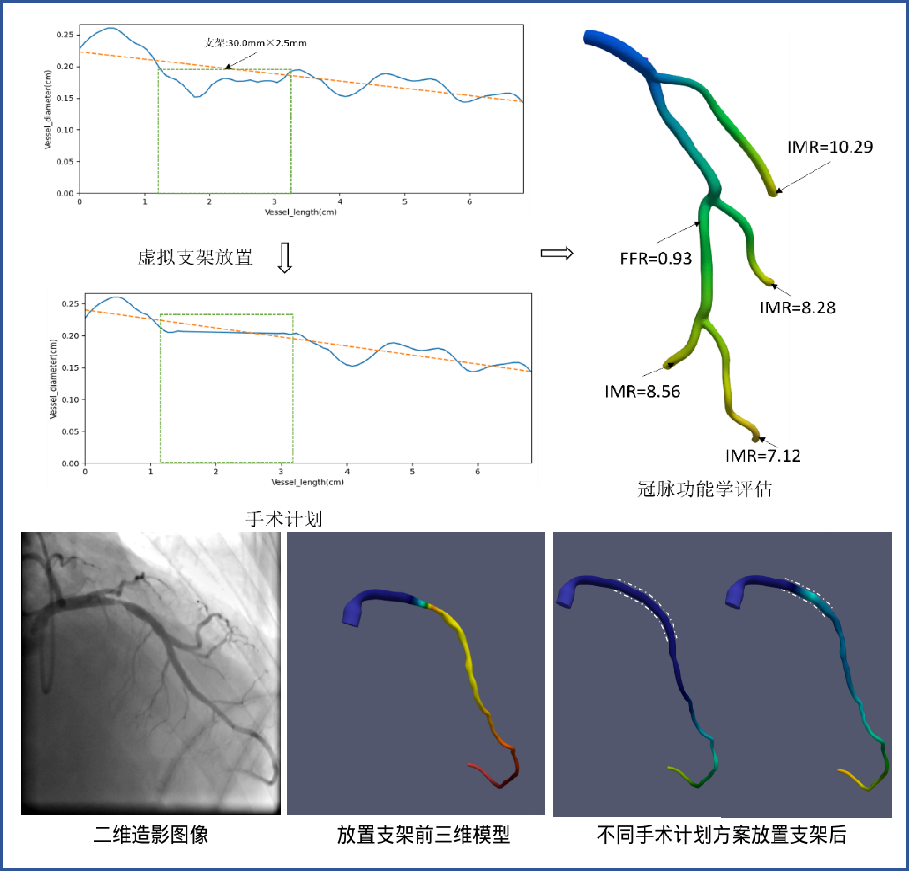 支架:30.0mm×2.5mm
Vessel_diameter(cm)
0.25
0.20
0.15
0.10
0.05
0.00
0
1
2
3
4
5
6
Vessel_length(cm)
虚拟支架放置
Vessel_diameter(cm)
0.25
0.20
0.15
0.10
0.05
0.00
0
1
2
3
4
5
6
Vessel_length(cm)
手术计划
IMR=10.29
FFR=0.93
IMR=8.28
IMR=8.56
IMR=7.12
冠脉功能学评估
二维造影图像
放置支架前三维模型
不同手术计划方案放置支架后